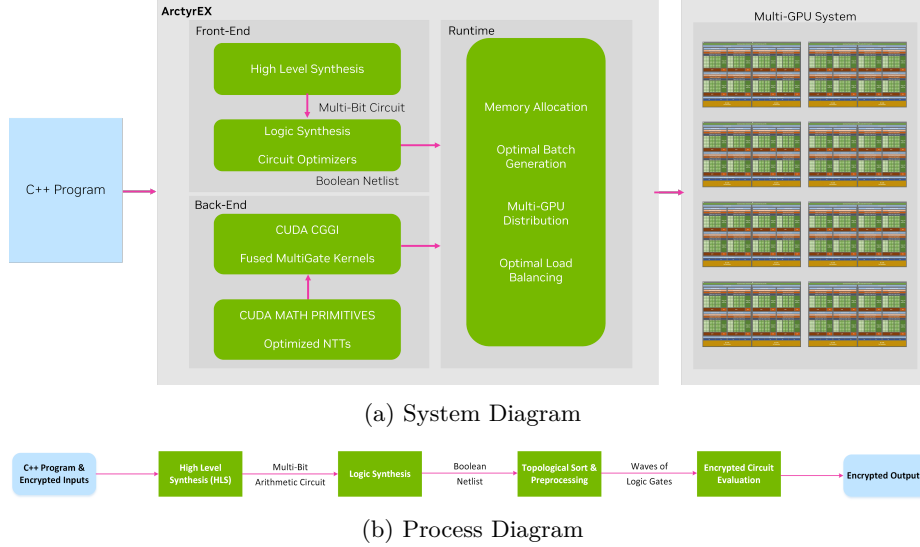 ArctyrEX
Front-End
High Level Synthesis
Multi-Bit Circuit
Logic Synthesis
Circuit Optimizers
Boolean Netlist
Back-End
CUDA CGGI
Fused MultiGate Kernels
CUDA MATH PRIMITIVES
Optimized NTTs
C++ Program
Runtime
Memory Allocation
Optimal Batch
Generation
Multi-GPU
Distribution
Optimal Load
Balancing
Multi-GPU System
(a) System Diagram
C++ Program &
Encrypted Inputs
High Level
Synthesis (HLS)
Multi-Bit
Arithmetic Circuit
Logic Synthesis
Boolean
Netlist
Topological Sort &
Preprocessing
Waves of
Logic Gates
Encrypted Circuit
Evaluation
Encrypted Output
(b) Process Diagram